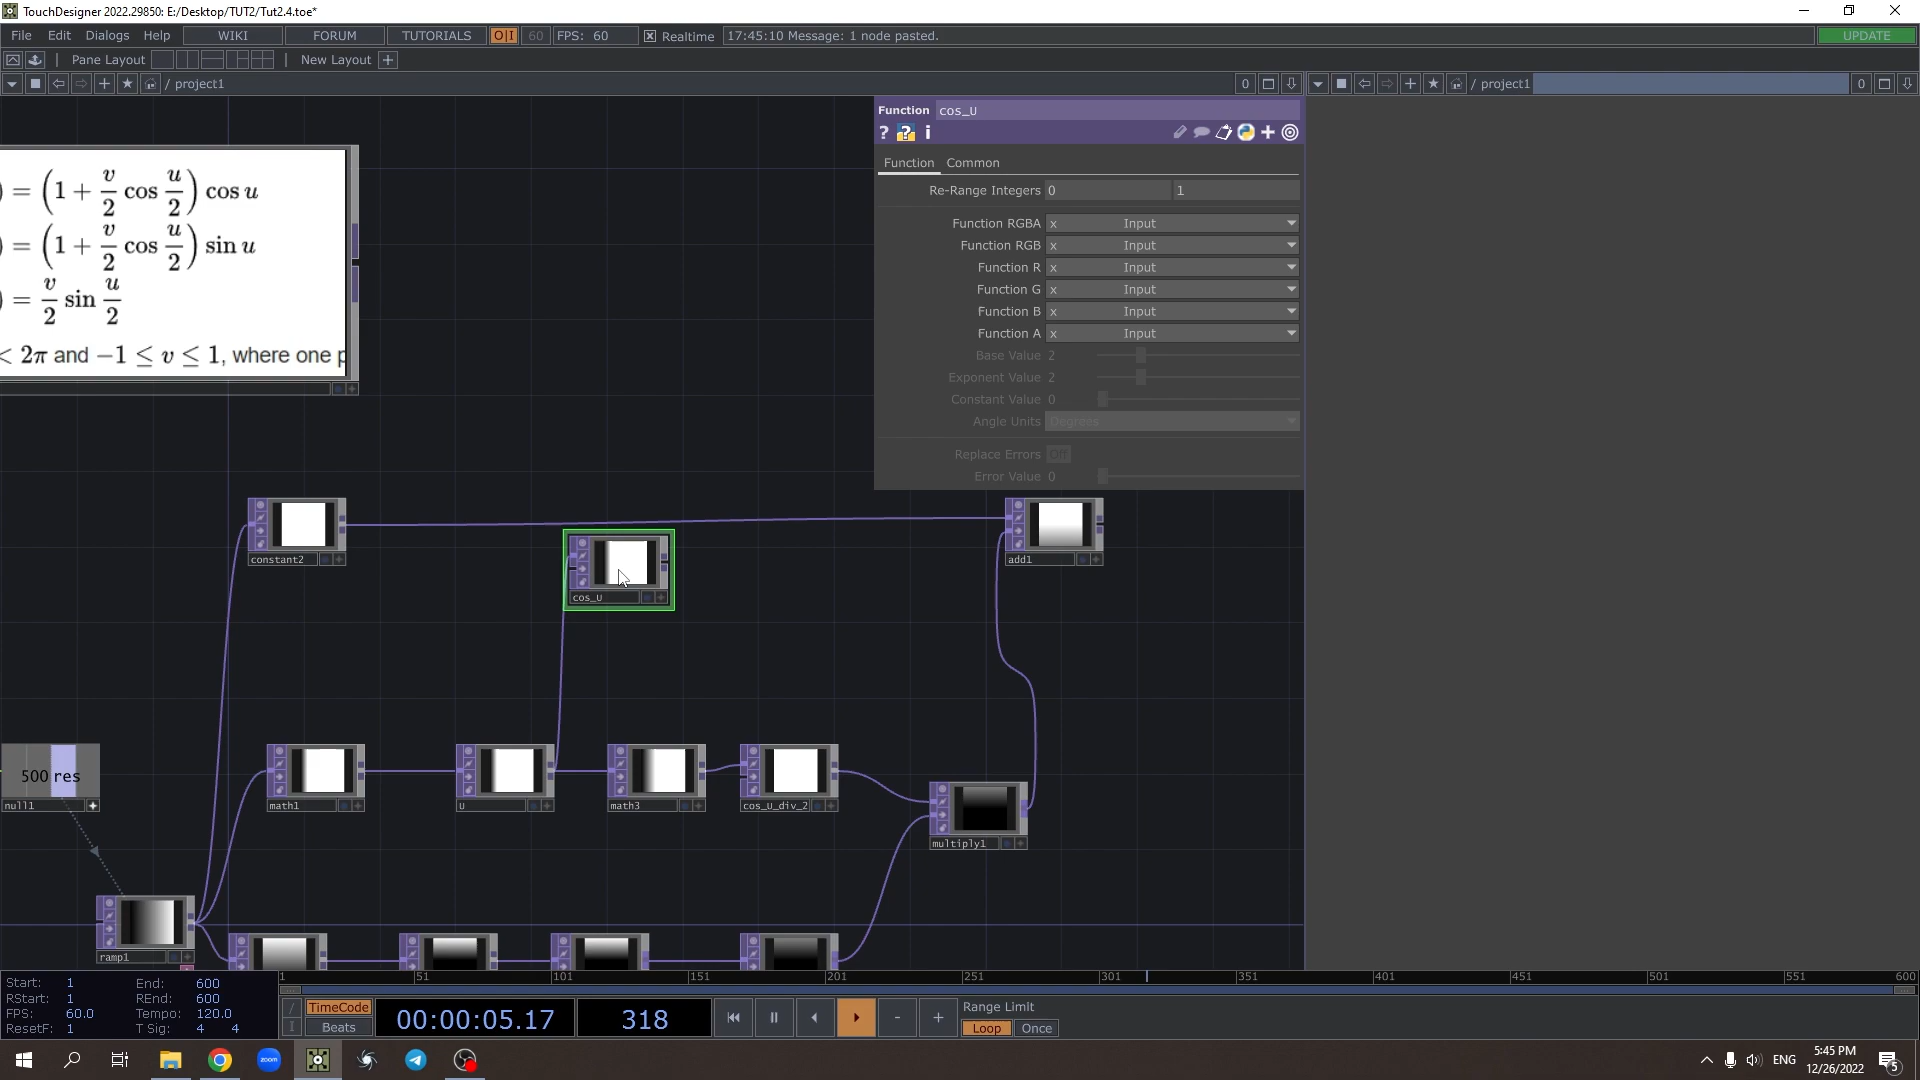 TouchDesigner 2022.29850: E:/Desktop/TUT2/Tut2.4.toe*
File Edit Dialogs Help WIKI FORUM TUTORIALS O|I 60 FPS: 60 Realtime 17:45:10 Message: 1 node pasted. UPDATE
Pane Layout New Layout +
/ project1 0 / project1 0
Function cos_U
? ? i
Function Common
Re-Range Integers 0 1
Function RGBA x Input
Function RGB x Input
Function R x Input
Function G x Input
Function B x Input
Function A x Input
Base Value 2
Exponent Value 2
Constant Value 0
Angle Units Degrees
Replace Errors Off
Error Value 0
) = (1 + v/2 cos u/2) cos u
) = (1 + v/2 cos u/2) sin u
) = v/2 sin u/2
< 2π and −1 ≤ v ≤ 1, where one p
constant2
cos_U
add1
500 res
null1
math1
U
math3
cos_U_div_2
multiply1
ramp1
1 51 101 151 201 251 301 351 401 451 501 551 600
Start: 1 End: 600
RStart: 1 REnd: 600
FPS: 60.0 Tempo: 120.0
ResetF: 1 T Sig: 4 4
TimeCode
Beats
00:00:05.17 318
Range Limit
Loop Once
zoom
ENG
5:45 PM
12/26/2022
5